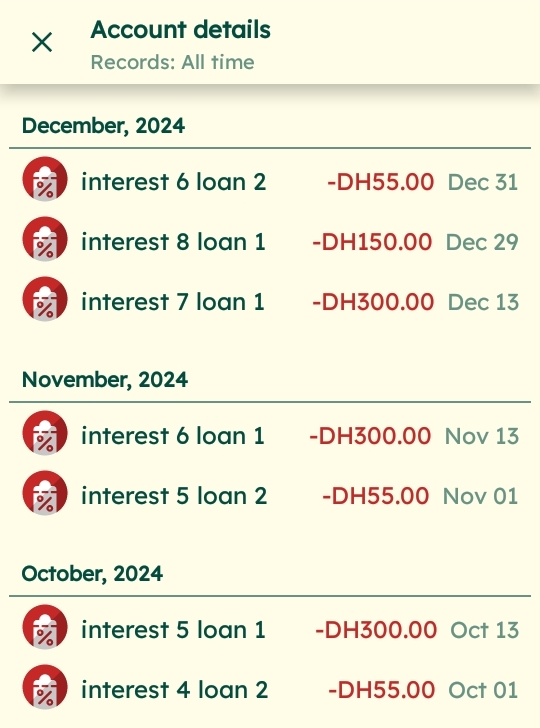 Account details
Records: All time
December, 2024
interest 6 loan 2 -DH55.00 Dec 31
interest 8 loan 1 -DH150.00 Dec 29
interest 7 loan 1 -DH300.00 Dec 13
November, 2024
interest 6 loan 1 -DH300.00 Nov 13
interest 5 loan 2 -DH55.00 Nov 01
October, 2024
interest 5 loan 1 -DH300.00 Oct 13
interest 4 loan 2 -DH55.00 Oct 01